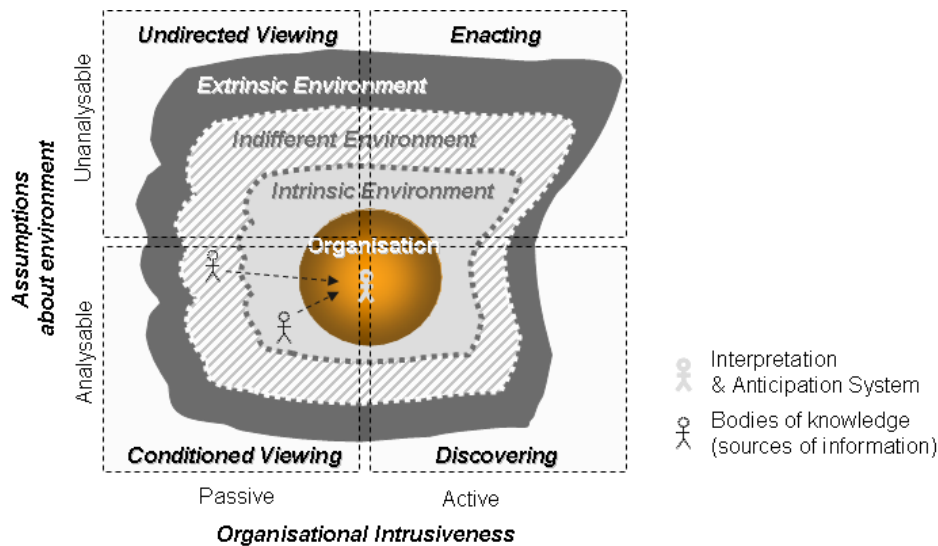 Undirected Viewing
Enacting
Extrinsic Environment
Indifferent Environment
Intrinsic Environment
Organisation
Unanalysable
Analysable
Assumptions
about environment
Conditioned Viewing
Discovering
Passive
Active
Organisational Intrusiveness
Interpretation
& Anticipation System
Bodies of knowledge
(sources of information)